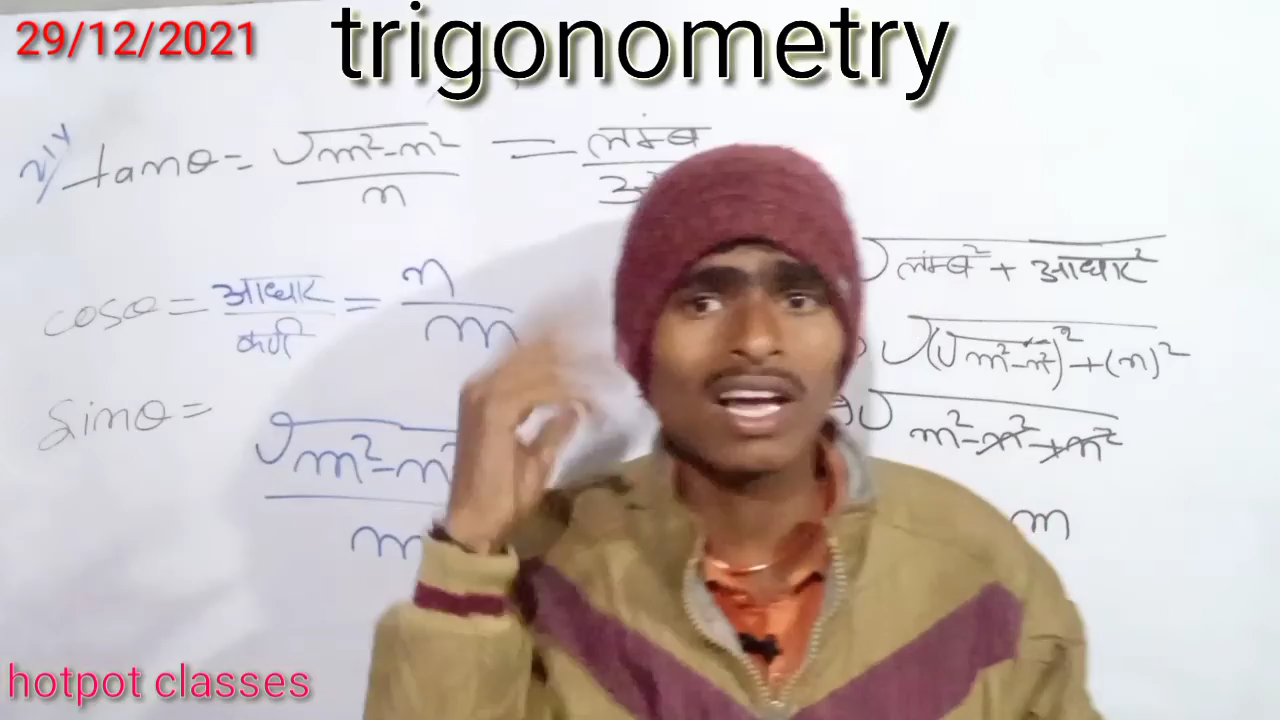 29/12/2021
trigonometry
tanθ = √m²-n² / n = लम्ब
cosθ = आधार / कर्ण = n / m
sinθ =
√m²-n
m
√लम्ब² + आधार²
√(√m²-n²)² + (n)²
√m²-n²+n²
m
hotpot classes